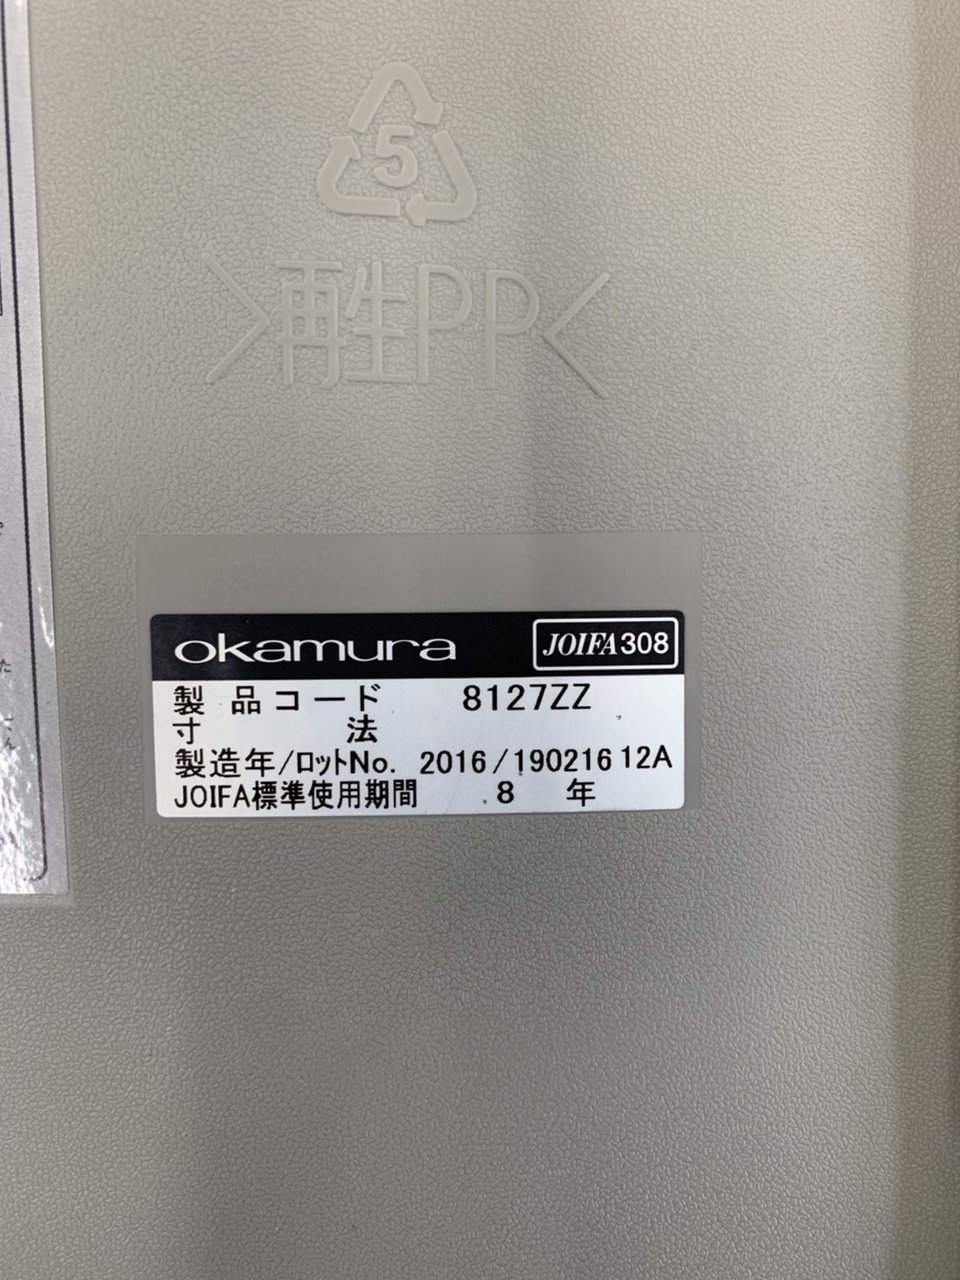 5
>再生PP<
okamura JOIFA308
製品コード 8127ZZ
寸法
製造年/ロットNo. 2016/190216 12A
JOIFA標準使用期間 8 年